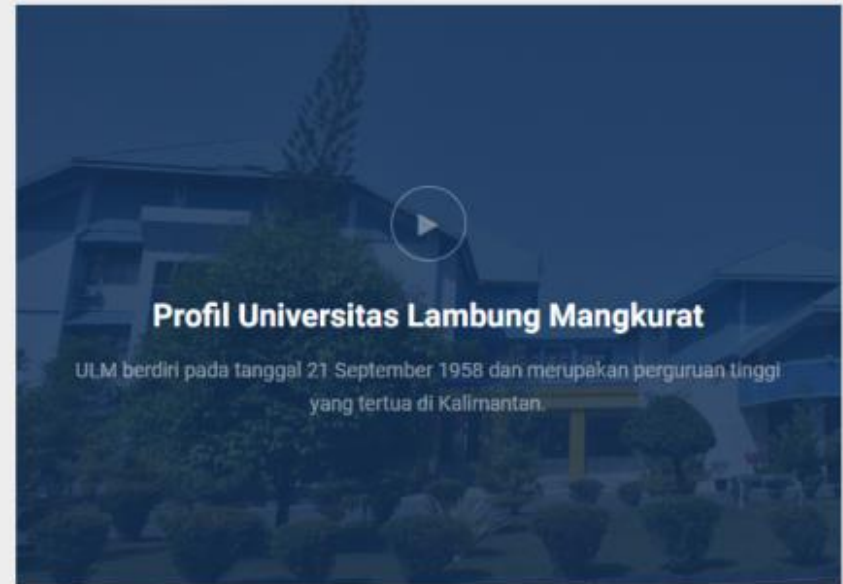 Profil Universitas Lambung Mangkurat
ULM berdiri pada tanggal 21 September 1958 dan merupakan perguruan tinggi
yang tertua di Kalimantan.